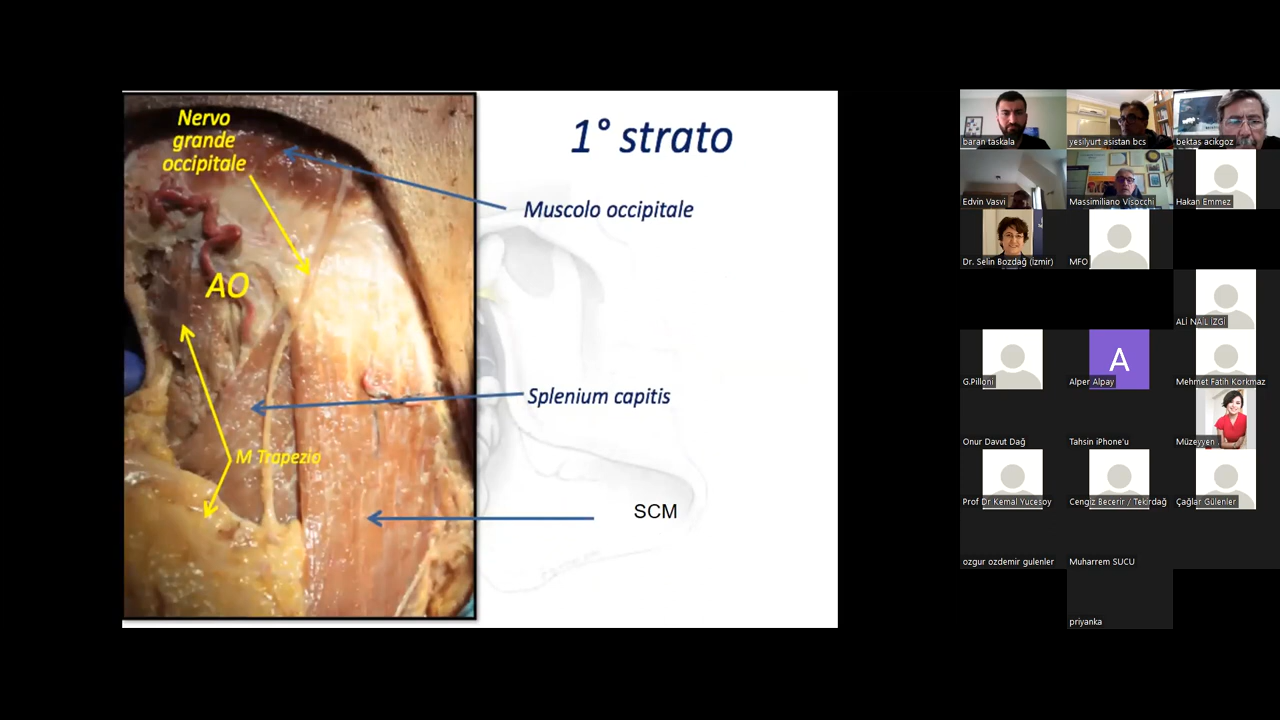 Nervo
grande
occipitale
1° strato
Muscolo occipitale
AO
Splenium capitis
M Trapezio
SCM
baran taskala
yesilyurt asistan bcs
bektaş acikgoz
Edvin Vasvi
Massimiliano Visocchi
Hakan Emmez
Dr. Selin Bozdağ (İzmir)
MFO
ALİ NAİL İZGİ
G.Pilloni
A
Alper Alpay
Mehmet Fatih Korkmaz
Onur Davut Dağ
Tahsin iPhone'u
Müzeyyen
Prof Dr Kemal Yucesoy
Cengiz Becerir / Tekirdağ
Çağlar Gülenler
ozgur ozdemir gulenler
Muharrem SUCU
priyanka